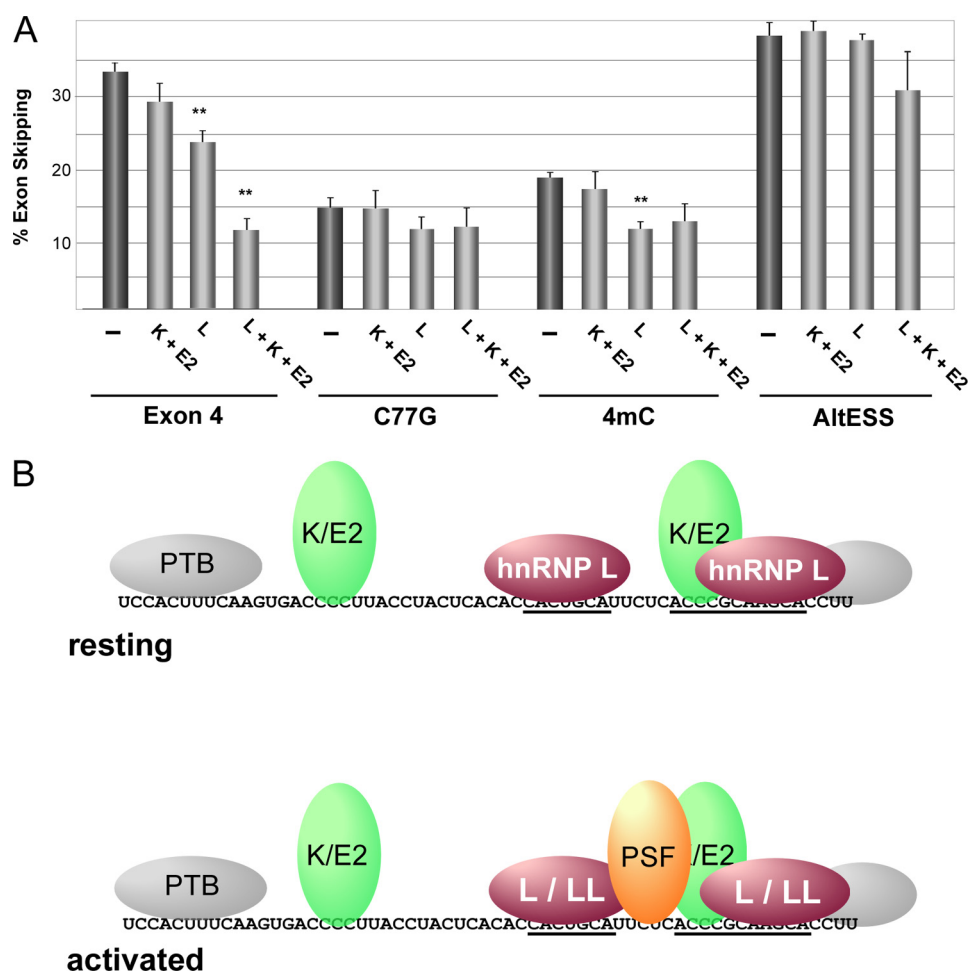 A
% Exon Skipping
30
20
10
**
**
**
– K + E2 L L + K + E2
– K + E2 L L + K + E2
– K + E2 L L + K + E2
– K + E2 L L + K + E2
Exon 4 C77G 4mC AltESS
B
PTB K/E2 hnRNP L K/E2 hnRNP L
UCCACUUUCAAGUGACCCCUUACCUACUCACACCACUGCAUUCUCACCCGCAAGCACCUU
resting
PTB K/E2 L / LL PSF /E2 L / LL
UCCACUUUCAAGUGACCCCUUACCUACUCACACCACUGCAUUCUCACCCGCAAGCACCUU
activated